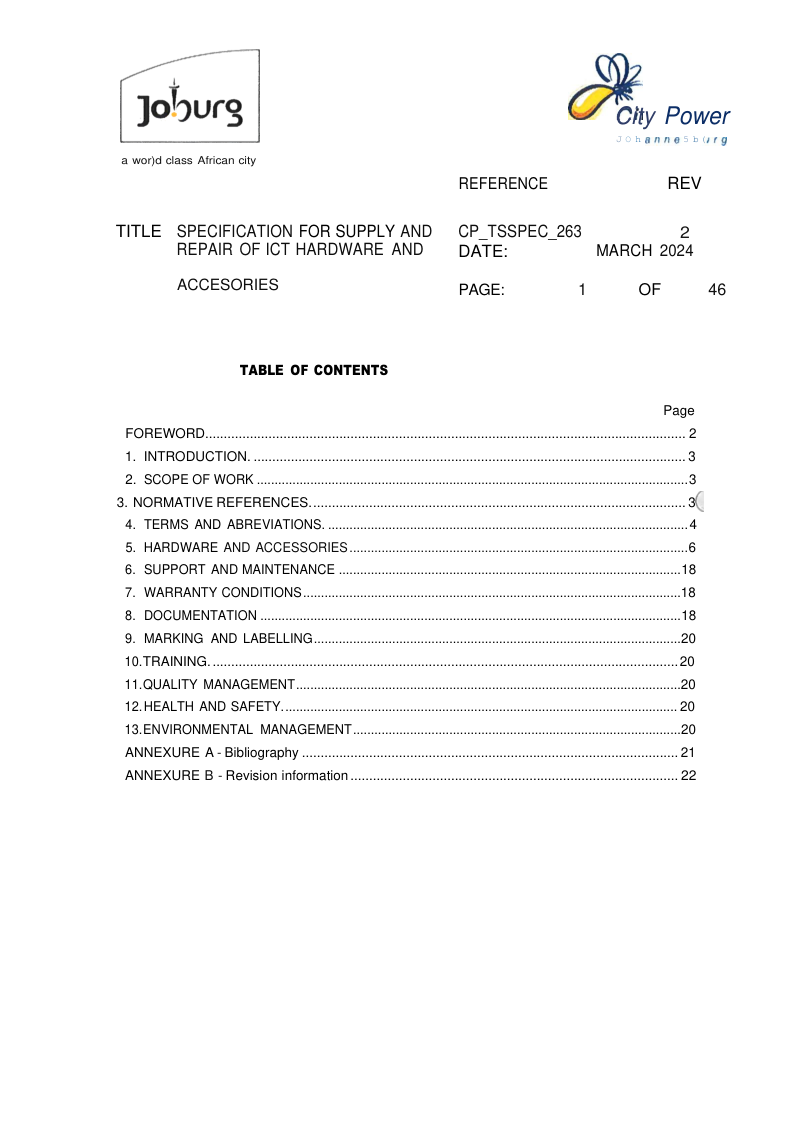 Joburg
a wor)d class African city
City Power
JOhanne5b(/rg
REFERENCE REV
TITLE SPECIFICATION FOR SUPPLY AND REPAIR OF ICT HARDWARE AND ACCESORIES
CP_TSSPEC_263 2
DATE: MARCH 2024
PAGE: 1 OF 46
TABLE OF CONTENTS
Page
FOREWORD.................................................. 2
1. INTRODUCTION. .................................................. 3
2. SCOPE OF WORK ..................................................3
3. NORMATIVE REFERENCES. .................................................. 3
4. TERMS AND ABREVIATIONS. .................................................. 4
5. HARDWARE AND ACCESSORIES..................................................6
6. SUPPORT AND MAINTENANCE ..................................................18
7. WARRANTY CONDITIONS..................................................18
8. DOCUMENTATION ..................................................18
9. MARKING AND LABELLING..................................................20
10.TRAINING. .................................................. 20
11.QUALITY MANAGEMENT..................................................20
12.HEALTH AND SAFETY. .................................................. 20
13.ENVIRONMENTAL MANAGEMENT..................................................20
ANNEXURE A - Bibliography .................................................. 21
ANNEXURE B - Revision information .................................................. 22